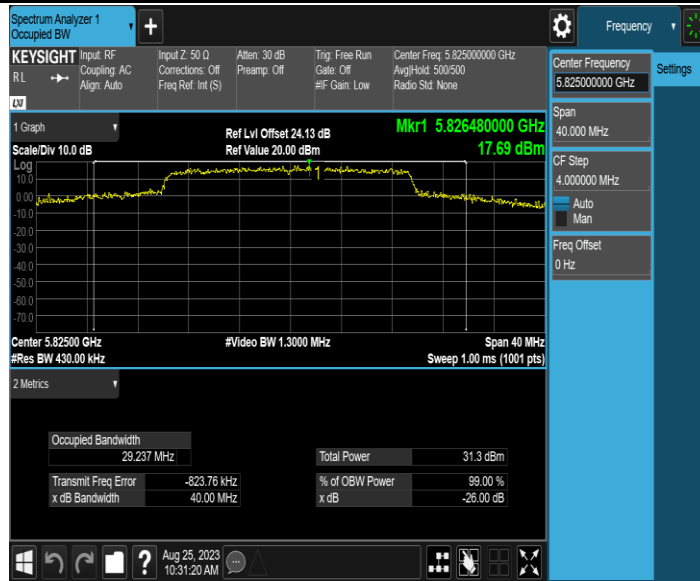 Spectrum Analyzer 1
Occupied BW
+
Frequency
KEYSIGHT
RL
LXI
Input: RF
Coupling: AC
Align: Auto
Input Z: 50 Ω
Corrections: Off
Freq Ref: Int (S)
Atten: 30 dB
Preamp: Off
Trig: Free Run
Gate: Off
#IF Gain: Low
Center Freq: 5.825000000 GHz
Avg|Hold: 500/500
Radio Std: None
Center Frequency
5.825000000 GHz
Settings
Span
40.000 MHz
CF Step
4.000000 MHz
Auto
Man
Freq Offset
0 Hz
1 Graph
Scale/Div 10.0 dB
Ref Lvl Offset 24.13 dB
Ref Value 20.00 dBm
Mkr1 5.826480000 GHz
17.69 dBm
Log
10.0
0.00
-10.0
-20.0
-30.0
-40.0
-50.0
-60.0
-70.0
1
Center 5.82500 GHz
#Res BW 430.00 kHz
#Video BW 1.3000 MHz
Span 40 MHz
Sweep 1.00 ms (1001 pts)
2 Metrics
Occupied Bandwidth
29.237 MHz
Total Power 31.3 dBm
Transmit Freq Error -823.76 kHz
% of OBW Power 99.00 %
x dB Bandwidth 40.00 MHz
x dB -26.00 dB
?
Aug 25, 2023
10:31:20 AM